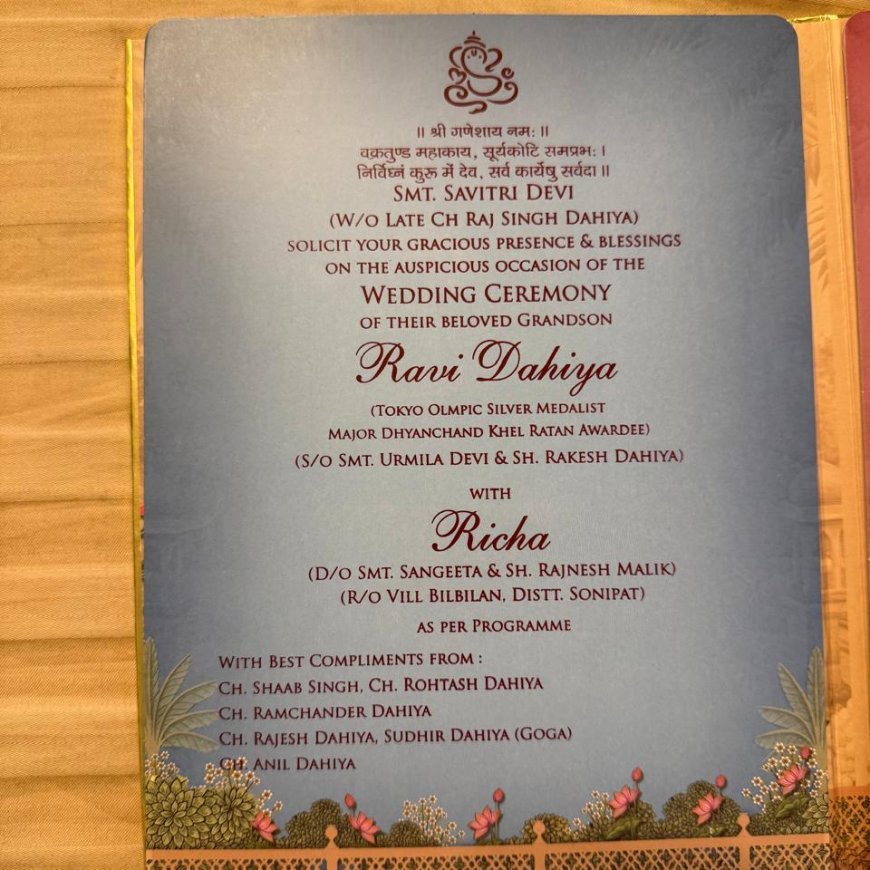 ॥ श्री गणेशाय नम: ॥
वक्रतुण्ड महाकाय, सूर्यकोटि समप्रभ: ।
निर्विघ्नं कुरू में देव, सर्व कार्येषु सर्वदा ॥
SMT. SAVITRI DEVI
(W/O LATE CH RAJ SINGH DAHIYA)
SOLICIT YOUR GRACIOUS PRESENCE & BLESSINGS
ON THE AUSPICIOUS OCCASION OF THE
WEDDING CEREMONY
OF THEIR BELOVED GRANDSON
Ravi Dahiya
(TOKYO OLMPIC SILVER MEDALIST
MAJOR DHYANCHAND KHEL RATAN AWARDEE)
(S/O SMT. URMILA DEVI & SH. RAKESH DAHIYA)
WITH
Richa
(D/O SMT. SANGEETA & SH. RAJNESH MALIK)
(R/O VILL BILBILAN, DISTT. SONIPAT)
AS PER PROGRAMME
WITH BEST COMPLIMENTS FROM :
CH. SHAAB SINGH, CH. ROHTASH DAHIYA
CH. RAMCHANDER DAHIYA
CH. RAJESH DAHIYA, SUDHIR DAHIYA (GOGA)
CH. ANIL DAHIYA